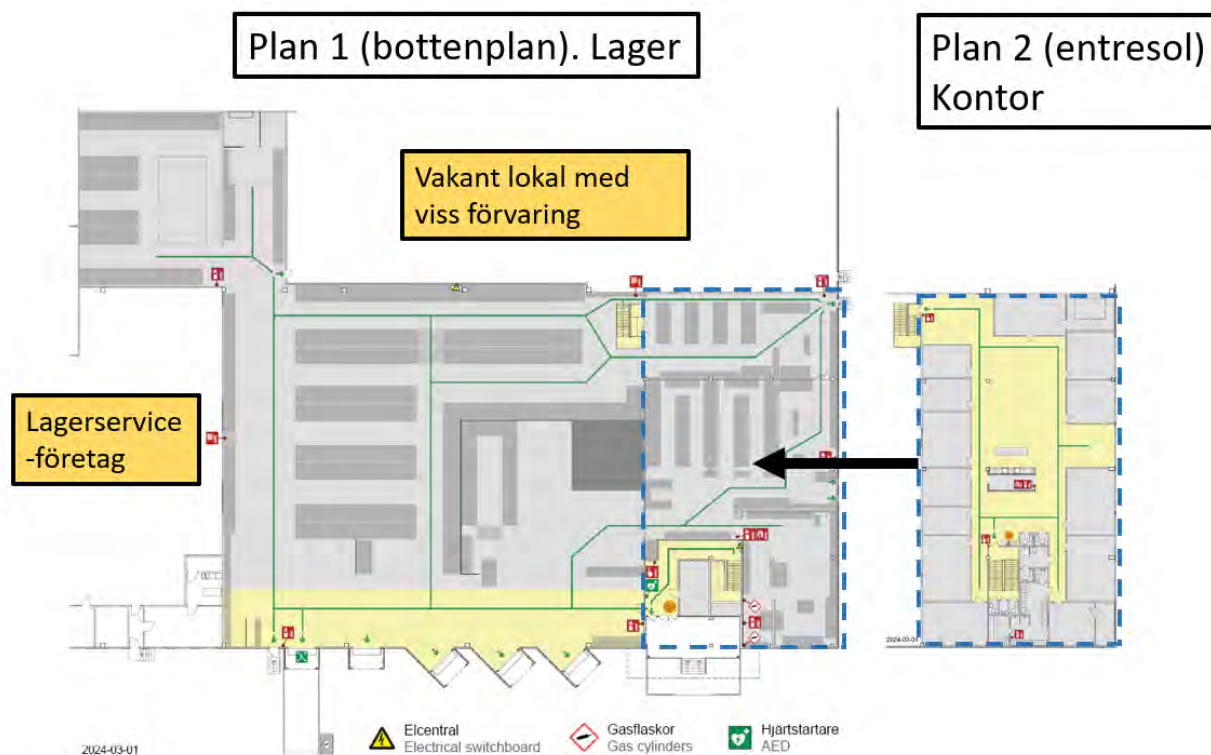 Plan 1 (bottenplan). Lager
Plan 2 (entresol)
Kontor
Vakant lokal med
viss förvaring
Lagerservice
-företag
2024-03-01
2024-03-01
Elcentral
Electrical switchboard
Gasflaskor
Gas cylinders
Hjärtstartare
AED